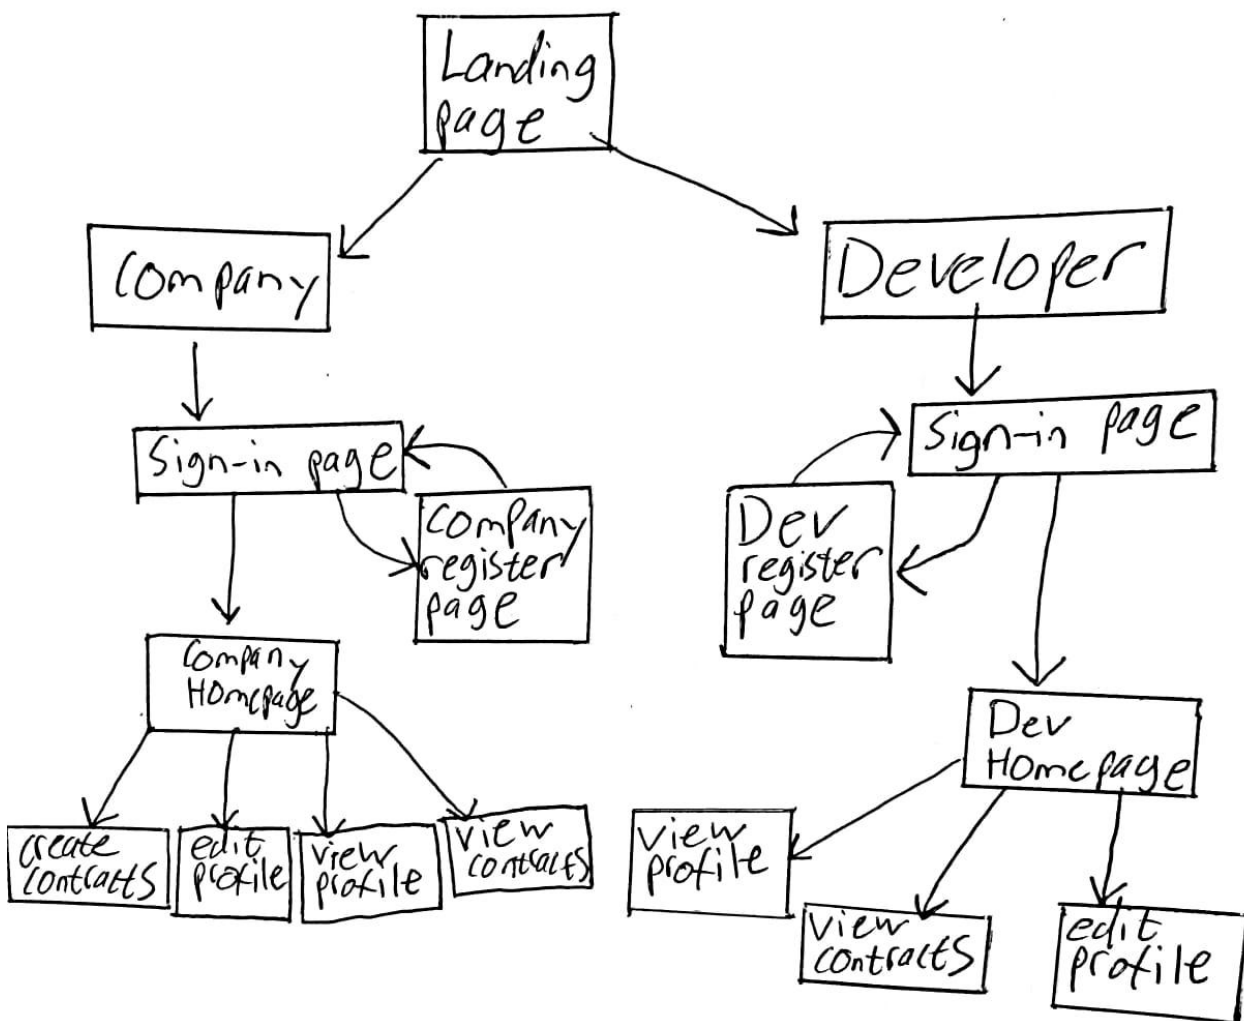 Landing
page
Company
Developer
Sign-in page
Sign-in page
Company
register
page
Dev
register
page
Company
Homepage
Dev
Homepage
create
contracts
edit
profile
view
profile
view
contracts
view
profile
view
contracts
edit
profile